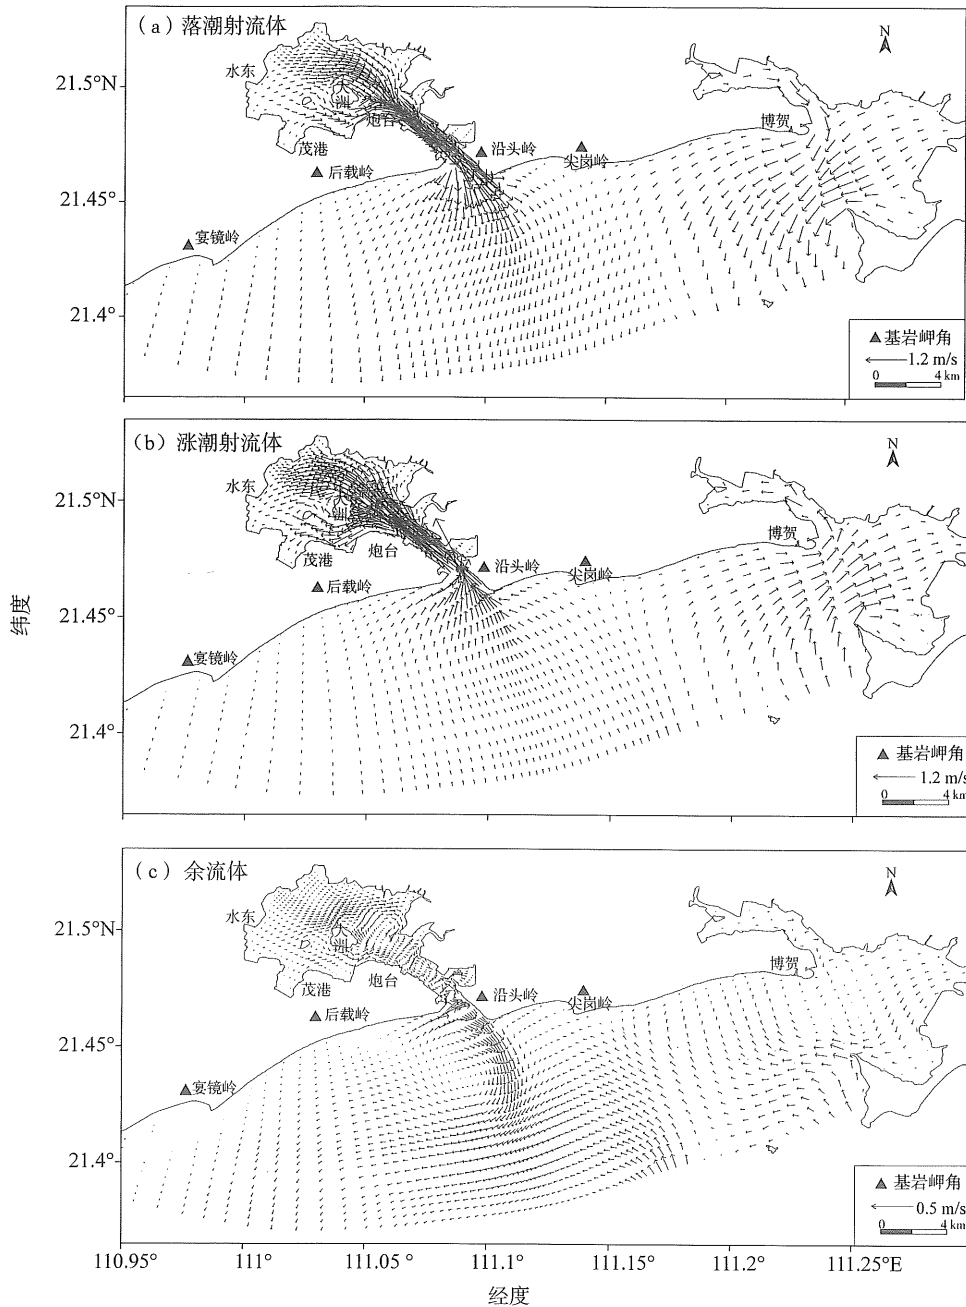 (a) 落潮射流体
N
21.5°N
水东
大洲
炮台
博贺
茂港
沿头岭
尖岗岭
后载岭
21.45°
宴镜岭
21.4°
基岩岬角
1.2 m/s
0 4 km
(b) 涨潮射流体
N
21.5°N
水东
大洲
炮台
博贺
茂港
沿头岭
尖岗岭
后载岭
21.45°
纬度
宴镜岭
21.4°
基岩岬角
1.2 m/s
0 4 km
(c) 余流体
N
21.5°N
水东
大洲
炮台
博贺
茂港
沿头岭
尖岗岭
后载岭
21.45°
宴镜岭
21.4°
基岩岬角
0.5 m/s
0 4 km
110.95° 111° 111.05° 111.1° 111.15° 111.2° 111.25°E
经度